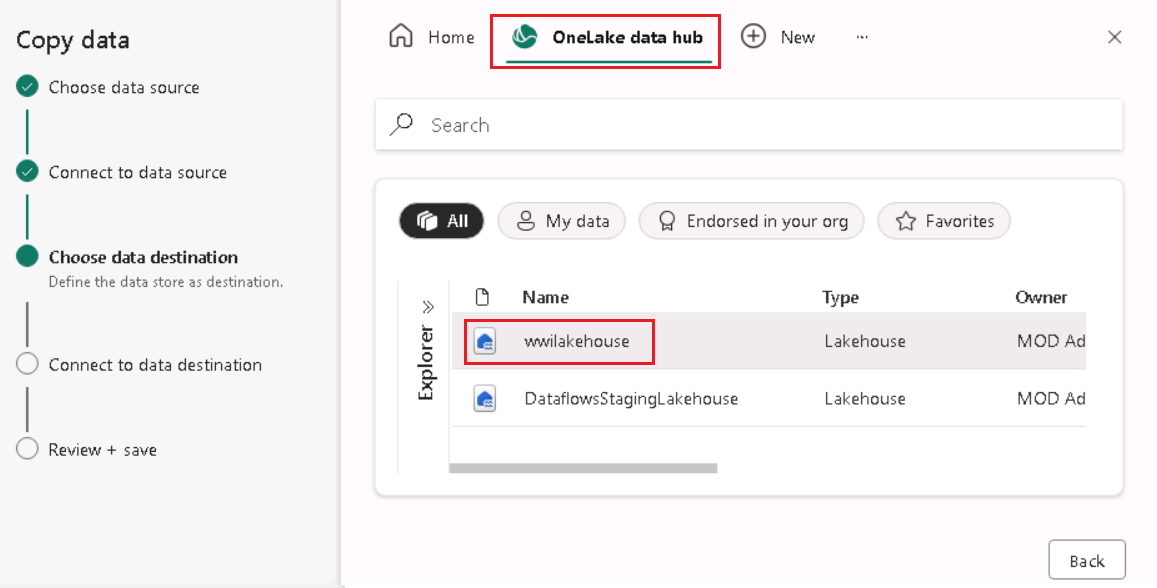 Copy data
Choose data source
Connect to data source
Choose data destination
Define the data store as destination.
Connect to data destination
Review + save
Home OneLake data hub New ...
Search
All My data Endorsed in your org Favorites
Explorer
Name Type Owner
wwilakehouse Lakehouse MOD Ad
DataflowsStagingLakehouse Lakehouse MOD Ad
Back